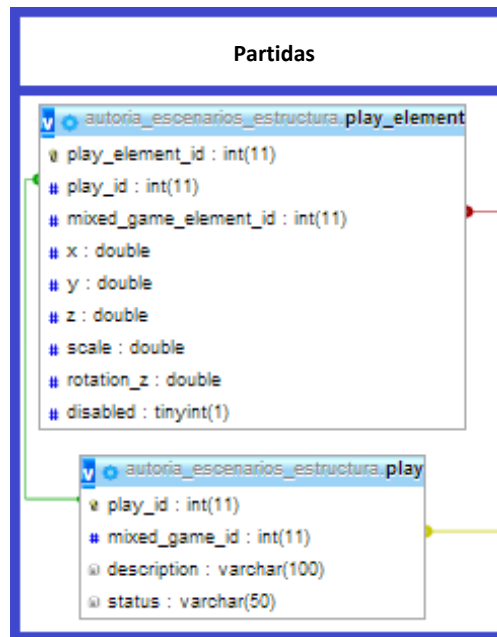 Partidas
v autoria_escenarios_estructura.play_element
play_element_id : int(11)
# play_id : int(11)
# mixed_game_element_id : int(11)
# x : double
# y : double
# z : double
# scale : double
# rotation_z : double
# disabled : tinyint(1)
v autoria_escenarios_estructura.play
play_id : int(11)
# mixed_game_id : int(11)
description : varchar(100)
status : varchar(50)